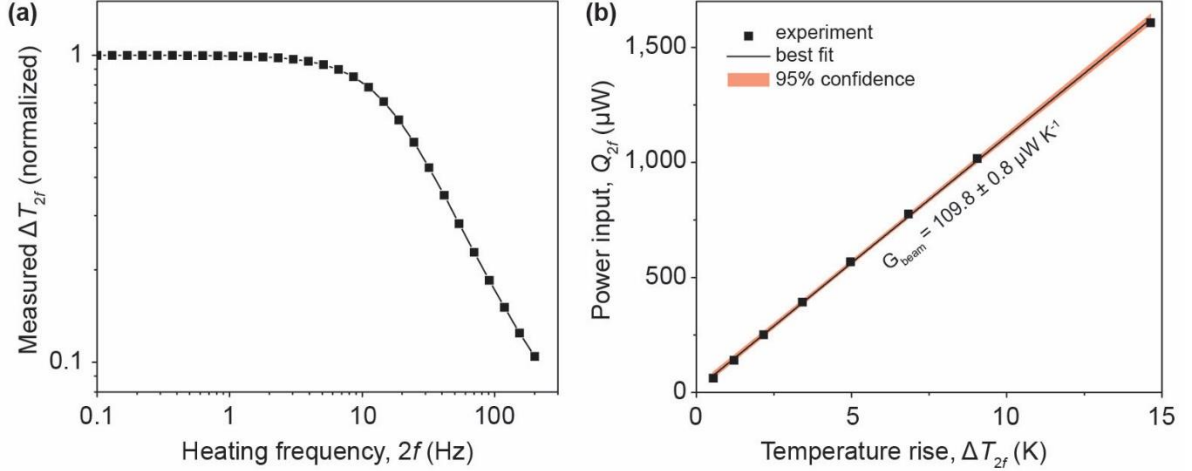 (a)
Measured ΔT2f (normalized)
1
0.1
0.1
1
10
100
Heating frequency, 2f (Hz)
(b)
experiment
best fit
95% confidence
Gbeam = 109.8 ± 0.8 µW K-1
Power input, Q2f (µW)
1,500
1,000
500
0
0
5
10
15
Temperature rise, ΔT2f (K)